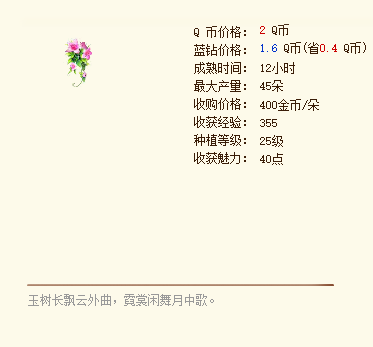 Q 币价格： 2 Q币
蓝钻价格： 1.6 Q币(省0.4 Q币)
成熟时间： 12小时
最大产量： 45朵
收购价格： 400金币/朵
收获经验： 355
种植等级： 25级
收获魅力： 40点
玉树长飘云外曲，霓裳闲舞月中歌。